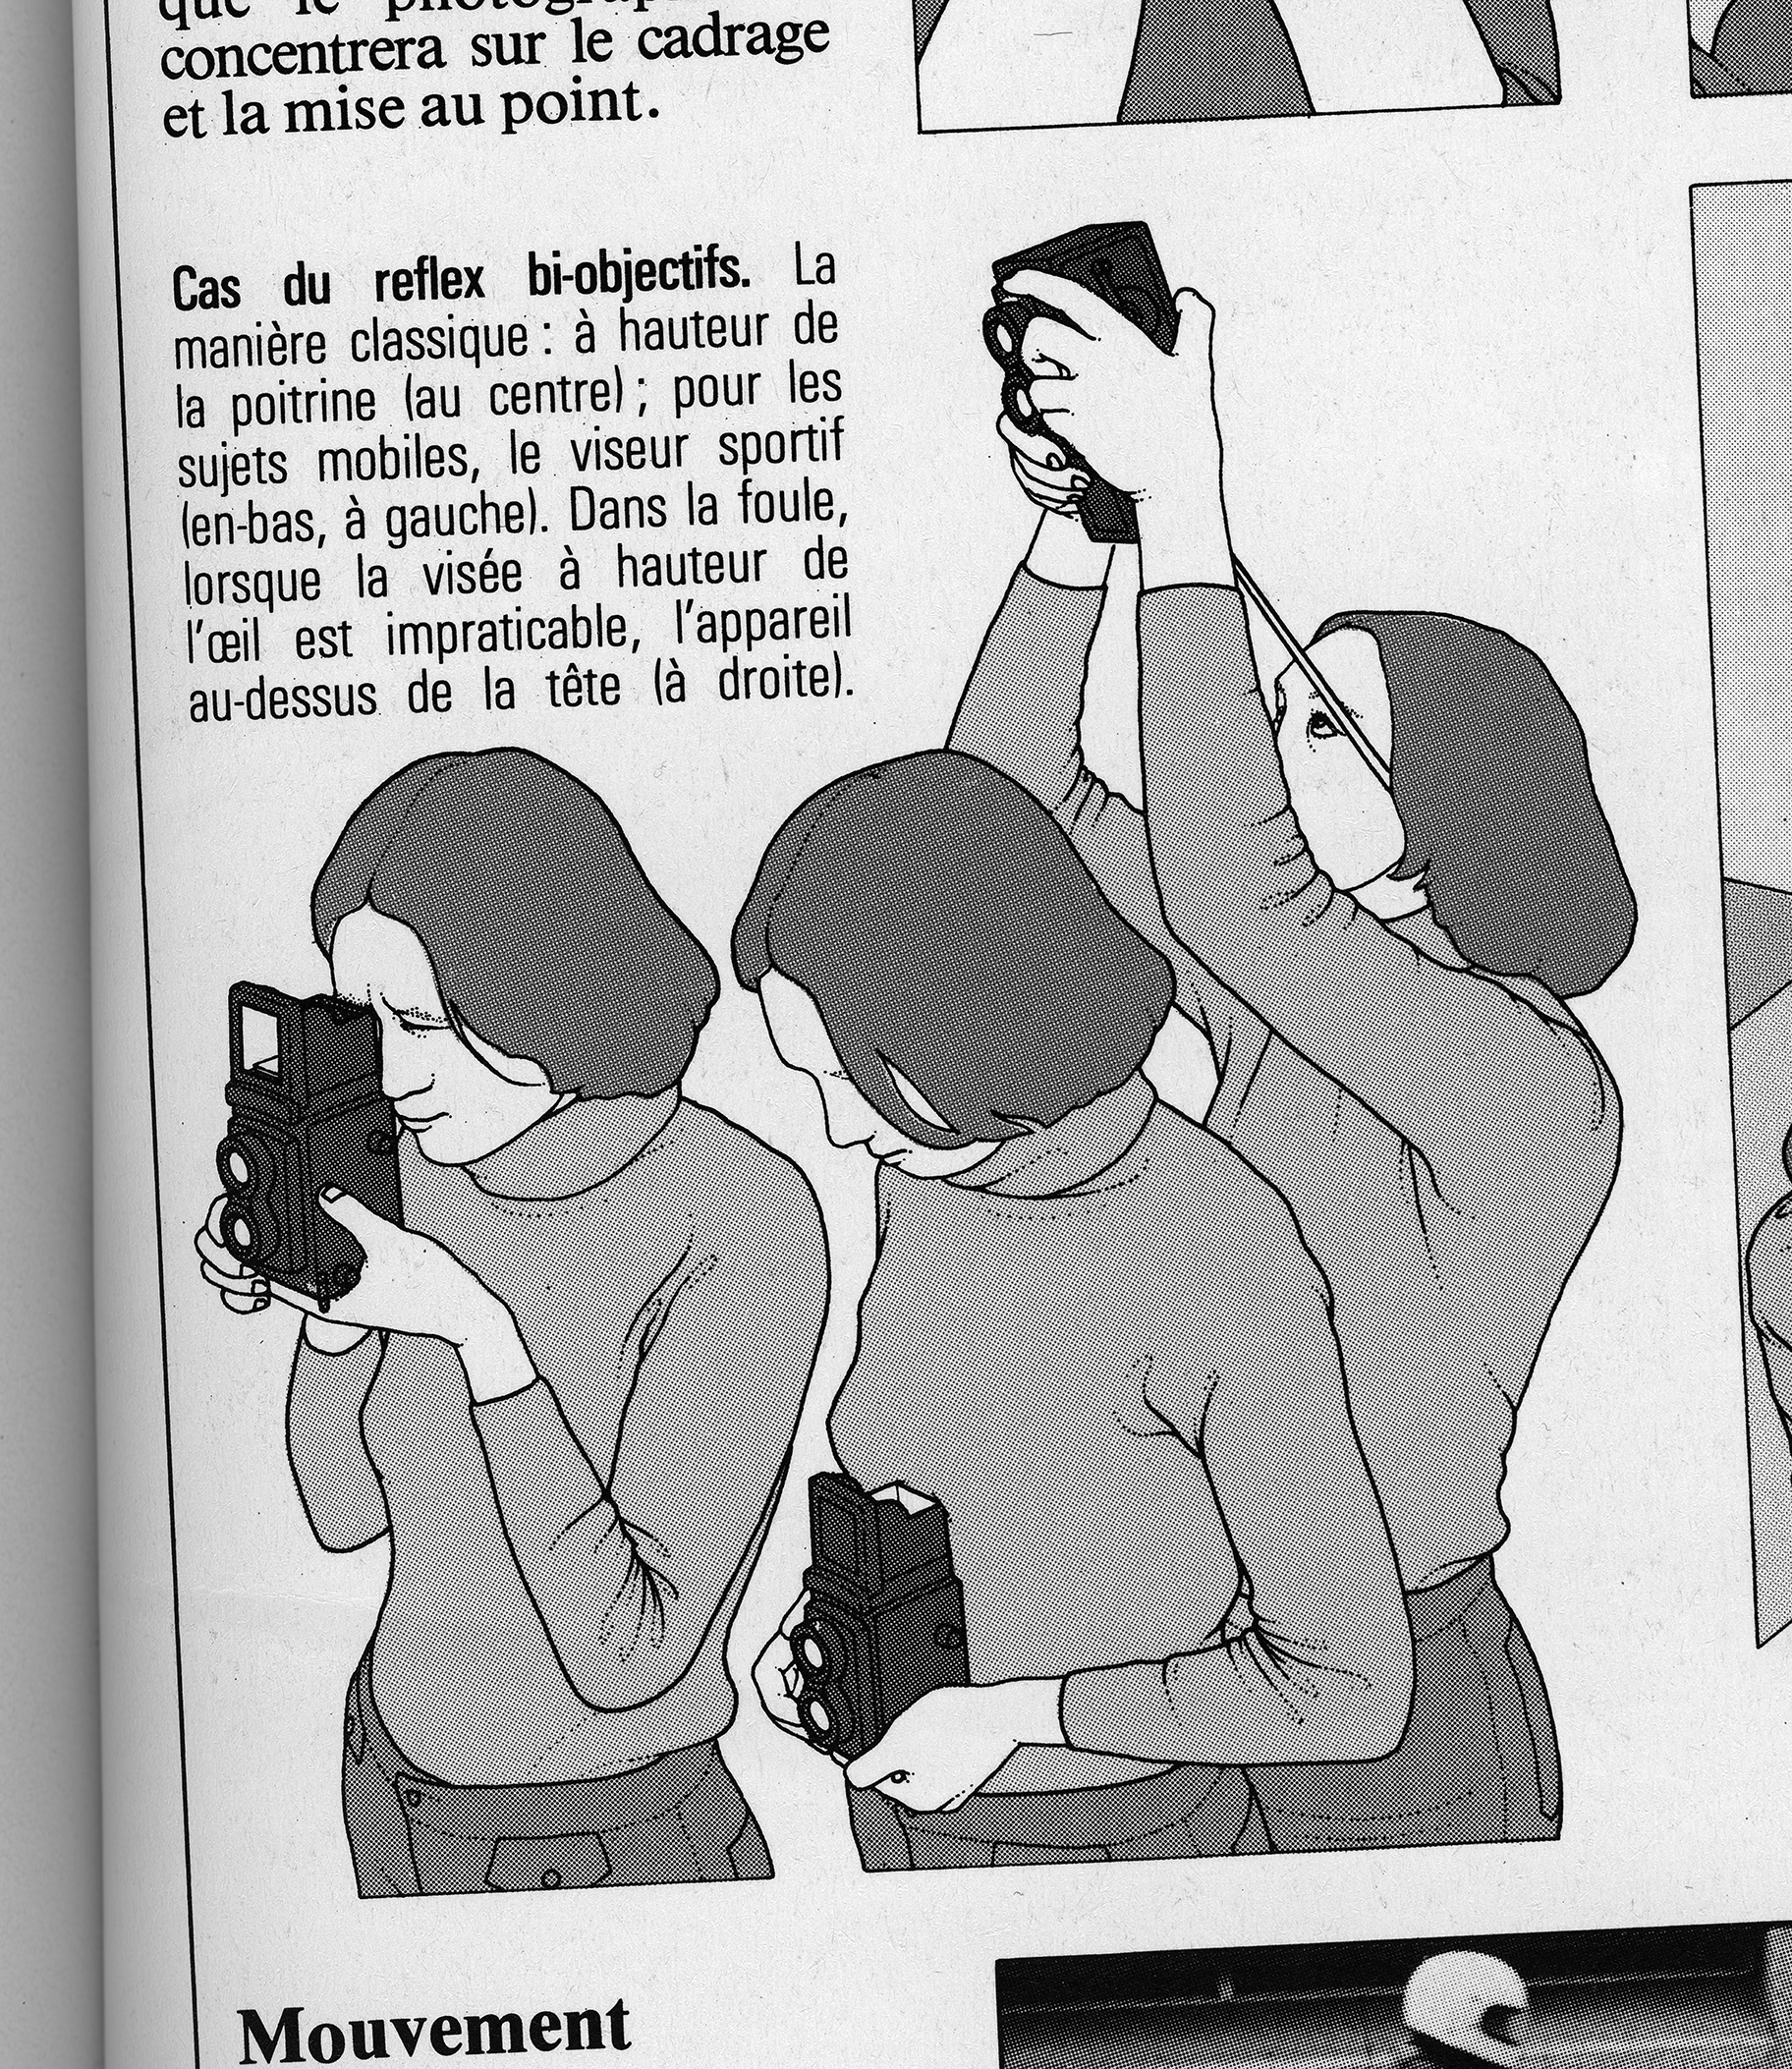 que le
concentrera sur le cadrage
et la mise au point.
Cas du reflex bi-objectifs. La
manière classique : à hauteur de
la poitrine (au centre) ; pour les
sujets mobiles, le viseur sportif
(en-bas, à gauche). Dans la foule,
lorsque la visée à hauteur de
l'œil est impraticable, l'appareil
au-dessus de la tête (à droite).
Mouvement